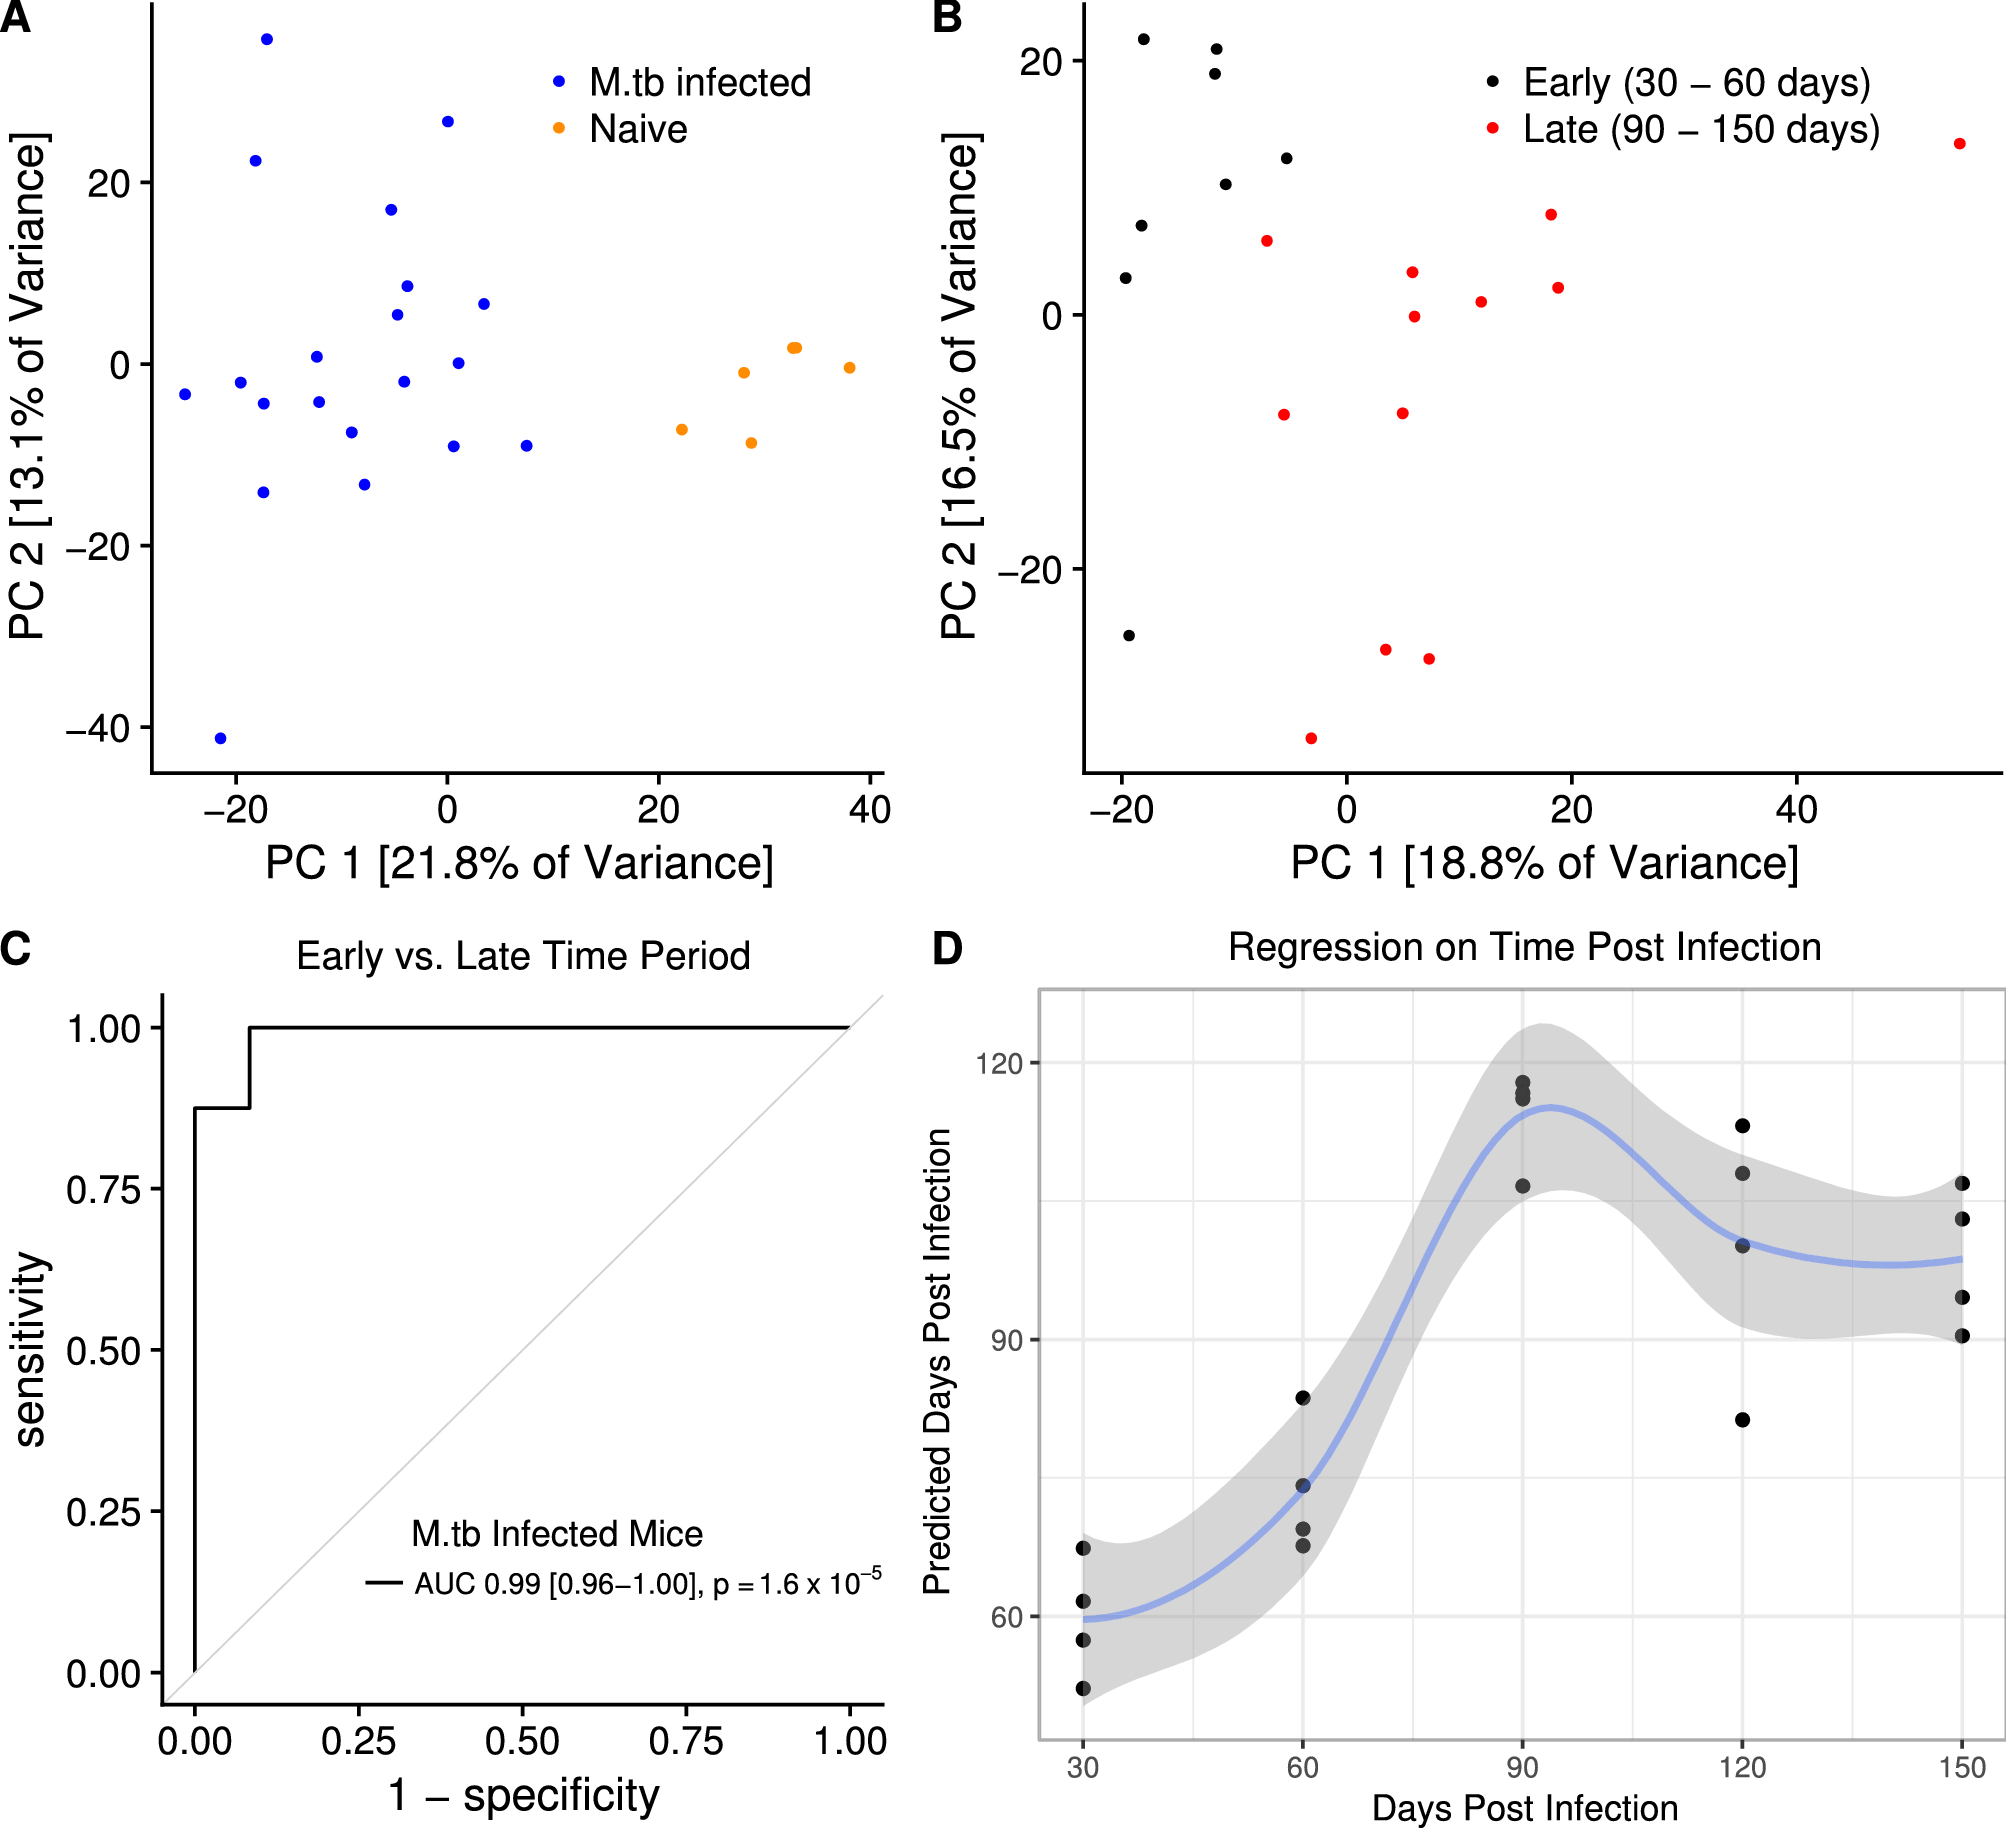 A
M.tb infected
Naive
PC 2 [13.1% of Variance]
20
0
−20
−40
−20 0 20 40
PC 1 [21.8% of Variance]
B
Early (30 − 60 days)
Late (90 − 150 days)
PC 2 [16.5% of Variance]
20
0
−20
−20 0 20 40
PC 1 [18.8% of Variance]
C
Early vs. Late Time Period
sensitivity
1.00
0.75
0.50
0.25
0.00
M.tb Infected Mice
AUC 0.99 [0.96−1.00], p = 1.6 x 10⁻⁵
0.00 0.25 0.50 0.75 1.00
1 − specificity
D
Regression on Time Post Infection
Predicted Days Post Infection
120
90
60
30 60 90 120 150
Days Post Infection